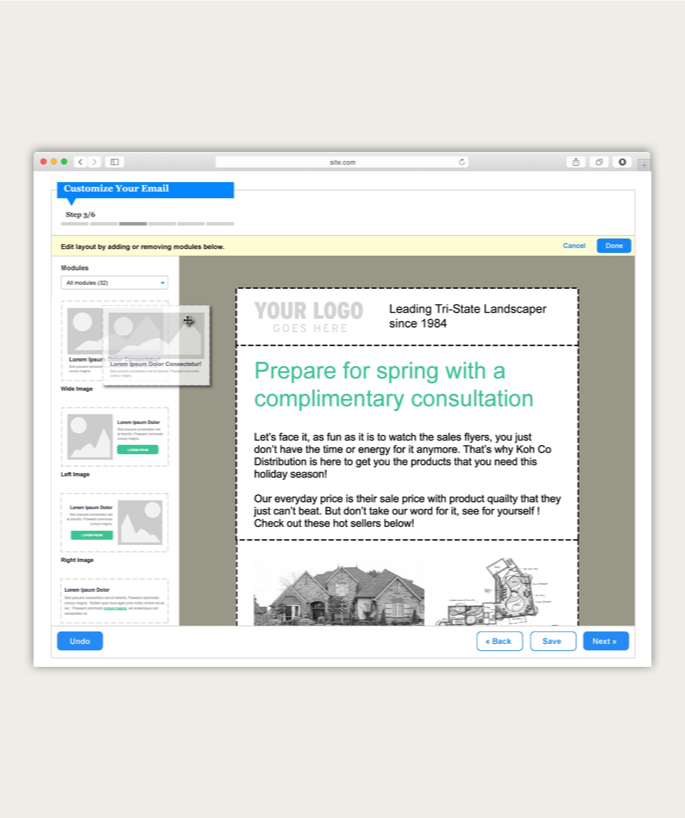 site.com
Customize Your Email
Step 3/6
Edit layout by adding or removing modules below.
Cancel
Done
Modules
All modules (32)
Lorem Ipsum Dolor Consectetur!
Wide Image
Lorem Ipsum Dolor
LOREM IPSUM
Left Image
Lorem Ipsum Dolor
LOREM IPSUM
Right Image
Lorem Ipsum Dolor
YOUR LOGO
GOES HERE
Leading Tri-State Landscaper
since 1984
Prepare for spring with a
complimentary consultation
Let's face it, as fun as it is to watch the sales flyers, you just
don't have the time or energy for it anymore. That's why Koh Co
Distribution is here to get you the products that you need this
holiday season!
Our everyday price is their sale price with product quailty that they
just can't beat. But don't take our word for it, see for yourself !
Check out these hot sellers below!
Undo
« Back
Save
Next »